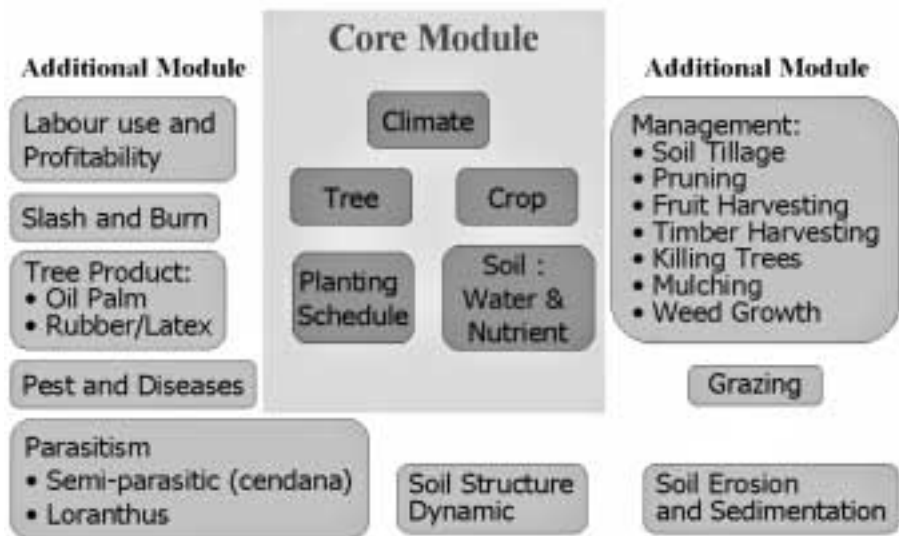 Core Module
Additional Module
Labour use and
Profitability
Slash and Burn
Tree Product:
• Oil Palm
• Rubber/Latex
Pest and Diseases
Parasitism
• Semi-parasitic (cendana)
• Loranthus
Climate
Tree
Crop
Planting
Schedule
Soil :
Water &
Nutrient
Soil Structure
Dynamic
Additional Module
Management:
• Soil Tillage
• Pruning
• Fruit Harvesting
• Timber Harvesting
• Killing Trees
• Mulching
• Weed Growth
Grazing
Soil Erosion
and Sedimentation